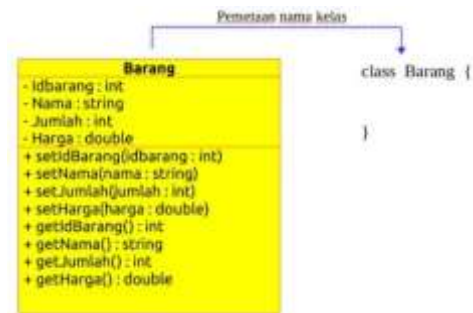 Pemetaan nama kelas
Barang
- Idbarang : int
- Nama : string
- Jumlah : int
- Harga : double
+ setIdBarang(idbarang : int)
+ setNama(nama : string)
+ setJumlah(jumlah : int)
+ setHarga(harga : double)
+ getIdBarang() : int
+ getNama() : string
+ getJumlah() : int
+ getHarga() : double
class Barang {
}